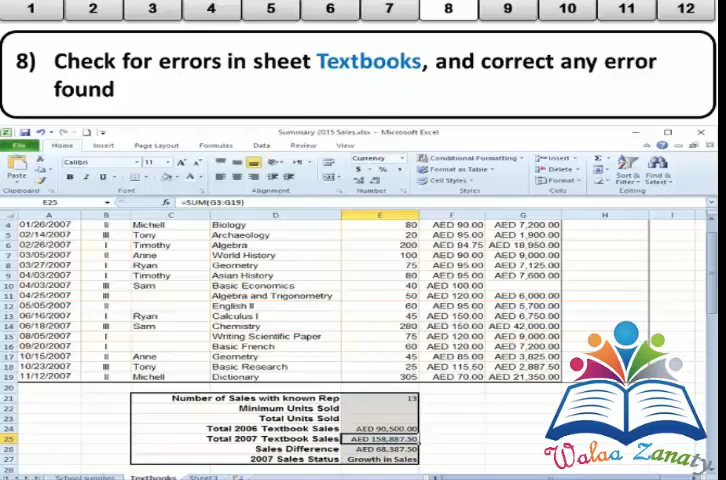 1 2 3 4 5 6 7 8 9 10 11 12
8) Check for errors in sheet Textbooks, and correct any error
found
Summary 2015 Sales.xlsx - Microsoft Excel
File Home Insert Page Layout Formulas Data Review View
Paste Calibri 11 A A Currency Conditional Formatting Insert Σ
B I U $ % , Format as Table Delete Sort & Find &
Cell Styles Format Filter Select
Clipboard Font Alignment Number Styles Cells Editing
E25 fx =SUM(G3:G19)
A B C D E F G H I
4 01/26/2007 II Michell Biology 80 AED 90.00 AED 7,200.00
5 02/14/2007 III Tony Archaeology 20 AED 95.00 AED 1,900.00
6 02/26/2007 I Timothy Algebra 200 AED 94.75 AED 18,950.00
7 03/05/2007 II Anne World History 100 AED 90.00 AED 9,000.00
8 03/27/2007 I Ryan Geometry 75 AED 95.00 AED 7,125.00
9 04/03/2007 I Timothy Asian History 80 AED 95.00 AED 7,600.00
10 04/03/2007 III Sam Basic Economics 40 AED 100.00
11 04/25/2007 III Algebra and Trigonometry 50 AED 120.00 AED 6,000.00
12 05/05/2007 II English II 60 AED 95.00 AED 5,700.00
13 06/16/2007 I Ryan Calculus I 45 AED 150.00 AED 6,750.00
14 06/18/2007 III Sam Chemistry 280 AED 150.00 AED 42,000.00
15 08/05/2007 I Writing Scientific Paper 75 AED 120.00 AED 9,000.00
16 09/20/2007 I Basic French 60 AED 120.00 AED 7,200.00
17 10/15/2007 II Anne Geometry 45 AED 85.00 AED 3,825.00
18 10/23/2007 III Tony Basic Research 25 AED 115.50 AED 2,887.50
19 11/12/2007 II Michell Dictionary 305 AED 70.00 AED 21,350.00
21 Number of Sales with known Rep 13
22 Minimum Units Sold
23 Total Units Sold
24 Total 2006 Textbook Sales AED 90,500.00
25 Total 2007 Textbook Sales AED 158,887.50
26 Sales Difference AED 68,387.50
27 2007 Sales Status Growth in Sales
28
School supplies Textbooks Sheet3
Walaa Zanaty